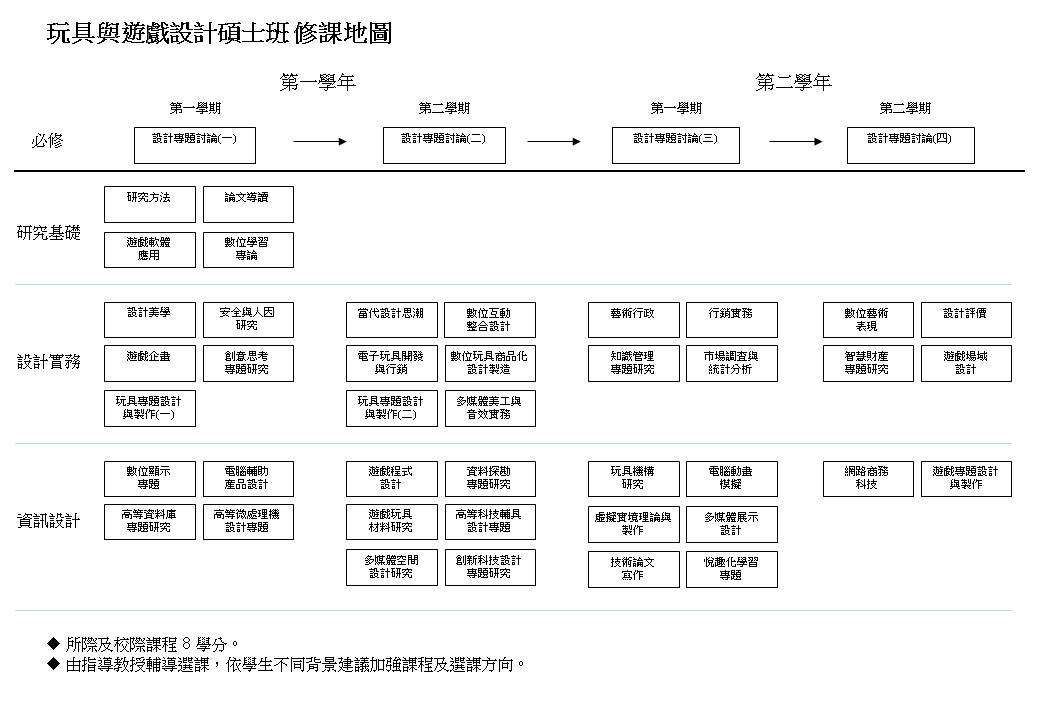 玩具與遊戲設計碩士班 修課地圖
第一學年
第二學年
第一學期
第二學期
第一學期
第二學期
必修
設計專題討論(一)
設計專題討論(二)
設計專題討論(三)
設計專題討論(四)
研究基礎
研究方法
論文導讀
遊戲軟體
應用
數位學習
專論
設計實務
設計美學
安全與人因
研究
當代設計思潮
數位互動
整合設計
藝術行政
行銷實務
數位藝術
表現
設計評價
遊戲企畫
創意思考
專題研究
電子玩具開發
與行銷
數位玩具商品化
設計製造
知識管理
專題研究
市場調查與
統計分析
智慧財產
專題研究
遊戲場域
設計
玩具專題設計
與製作(一)
玩具專題設計
與製作(二)
多媒體美工與
音效實務
資訊設計
數位顯示
專題
電腦輔助
產品設計
遊戲程式
設計
資料探勘
專題研究
玩具機構
研究
電腦動畫
模擬
網路商務
科技
遊戲專題設計
與製作
高等資料庫
專題研究
高等微處理機
設計專題
遊戲玩具
材料研究
高等科技輔具
設計專題
虛擬實境理論與
製作
多媒體展示
設計
多媒體空間
設計研究
創新科技設計
專題研究
技術論文
寫作
悅趣化學習
專題
◆ 所際及校際課程 8 學分。
◆ 由指導教授輔導選課，依學生不同背景建議加強課程及選課方向。